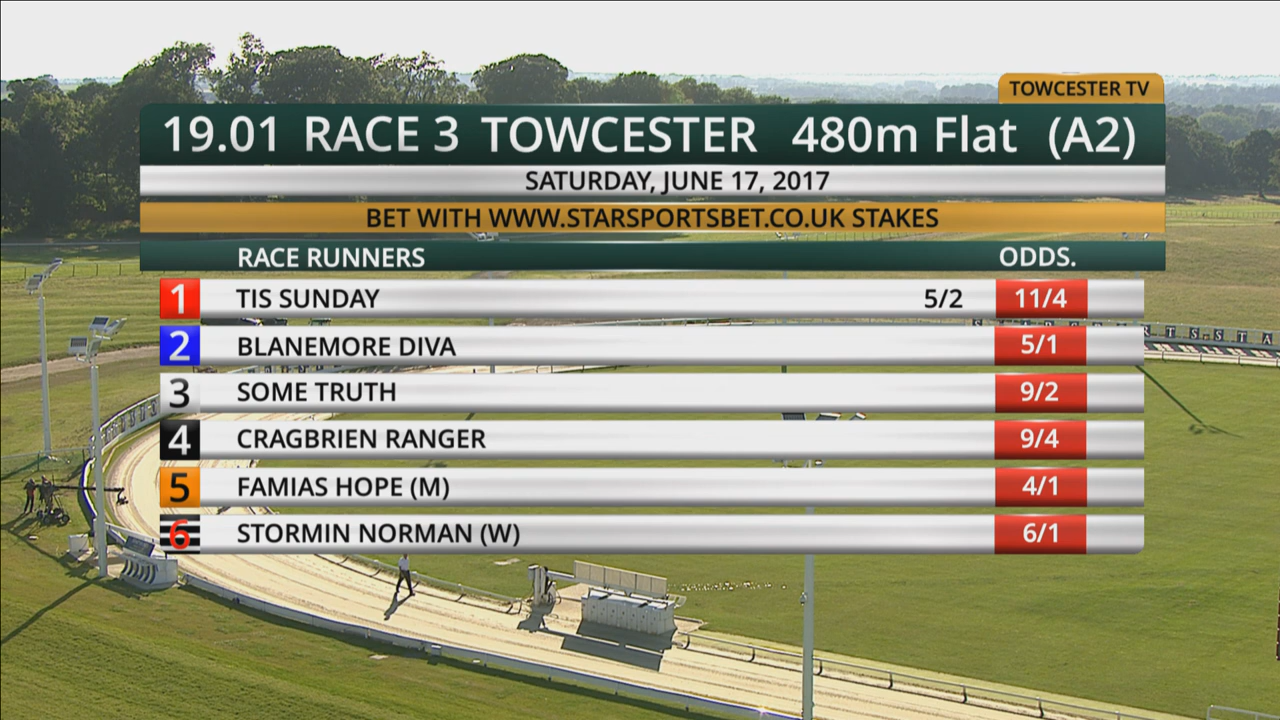 TOWCESTER TV
19.01 RACE 3 TOWCESTER 480m Flat (A2)
SATURDAY, JUNE 17, 2017
BET WITH WWW.STARSPORTSBET.CO.UK STAKES
RACE RUNNERS ODDS.
1 TIS SUNDAY 5/2 11/4
2 BLANEMORE DIVA 5/1
3 SOME TRUTH 9/2
4 CRAGBRIEN RANGER 9/4
5 FAMIAS HOPE (M) 4/1
6 STORMIN NORMAN (W) 6/1